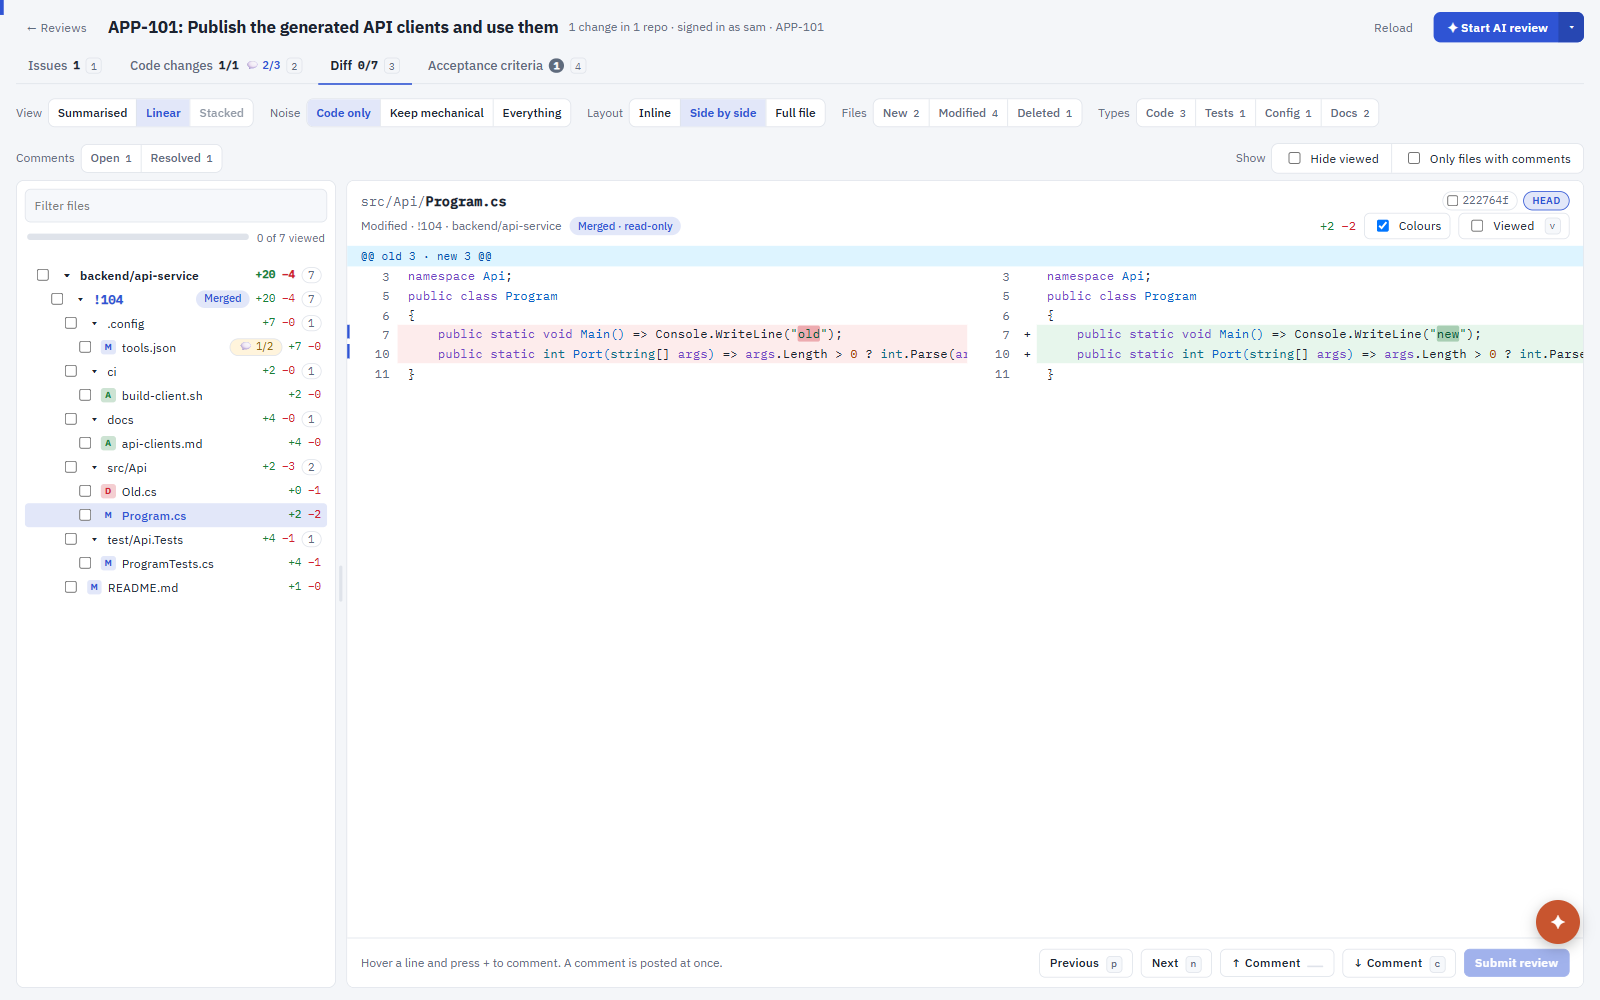 ← Reviews APP-101: Publish the generated API clients and use them 1 change in 1 repo · signed in as sam · APP-101 Reload ✦ Start AI review
Issues 1 1 Code changes 1/1 2/3 2 Diff 0/7 3 Acceptance criteria 1 4
View Summarised Linear Stacked Noise Code only Keep mechanical Everything Layout Inline Side by side Full file Files New 2 Modified 4 Deleted 1 Types Code 3 Tests 1 Config 1 Docs 2
Comments Open 1 Resolved 1 Show Hide viewed Only files with comments
Filter files
0 of 7 viewed
backend/api-service +20 −4 7
!104 Merged +20 −4 7
.config +7 −0 1
M tools.json 1/2 +7 −0
ci +2 −0 1
A build-client.sh +2 −0
docs +4 −0 1
A api-clients.md +4 −0
src/Api +2 −3 2
D Old.cs +0 −1
M Program.cs +2 −2
test/Api.Tests +4 −1 1
M ProgramTests.cs +4 −1
M README.md +1 −0
src/Api/Program.cs 222764f HEAD
Modified · !104 · backend/api-service Merged · read-only +2 −2 Colours Viewed v
@@ old 3 · new 3 @@
3 namespace Api; 3 namespace Api;
5 public class Program 5 public class Program
6 { 6 {
7 public static void Main() => Console.WriteLine("old"); 7 + public static void Main() => Console.WriteLine("new");
10 public static int Port(string[] args) => args.Length > 0 ? int.Parse(ar 10 + public static int Port(string[] args) => args.Length > 0 ? int.Parse
11 } 11 }
Hover a line and press + to comment. A comment is posted at once. Previous p Next n ↑ Comment ↓ Comment c Submit review